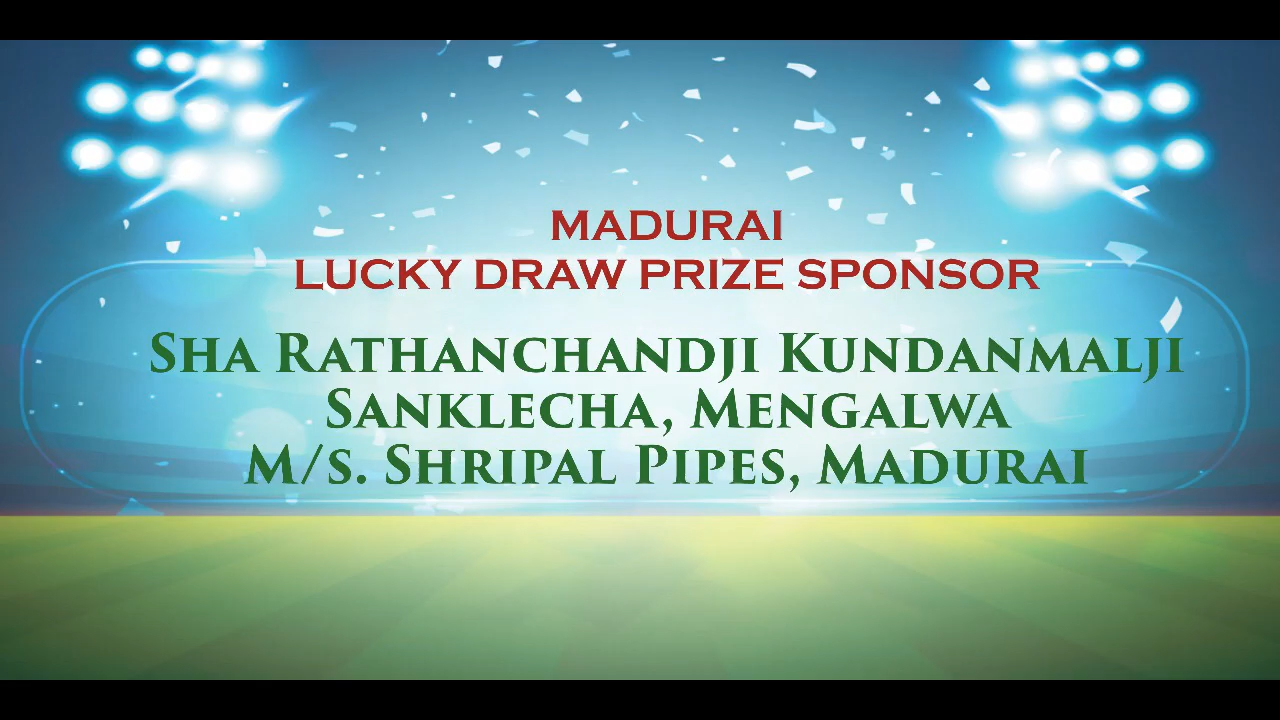 MADURAI
LUCKY DRAW PRIZE SPONSOR
SHA RATHANCHANDJI KUNDANMALJI
SANKLECHA, MENGALWA
M/S. SHRIPAL PIPES, MADURAI